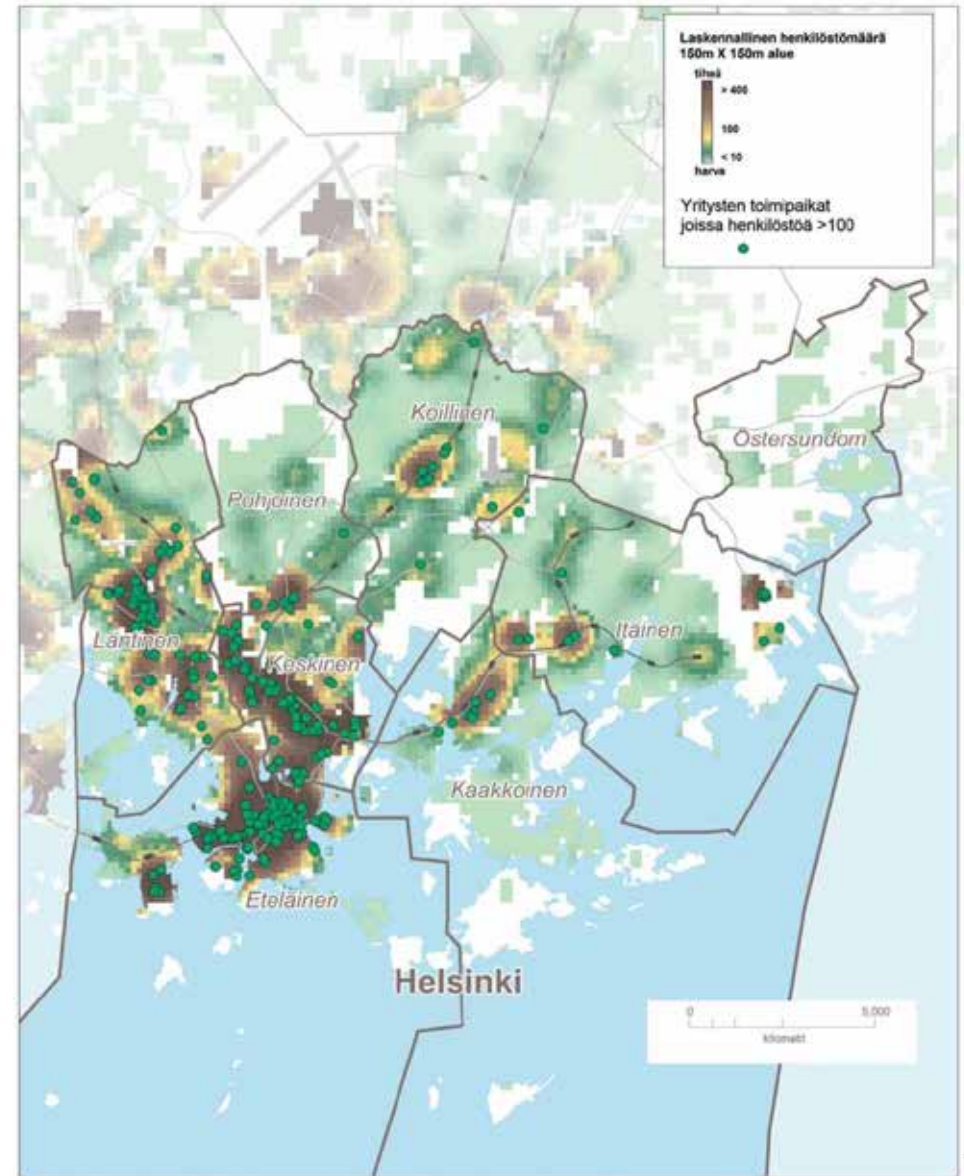 Laskennallinen henkilöstömäärä
150m X 150m alue
tiheä
> 400
100
< 10
harva
Yritysten toimipaikat
joissa henkilöstöä >100
Koillinen
Östersundom
Pohjoinen
Läntinen
Keskinen
Itäinen
Kaakkoinen
Eteläinen
Helsinki
0 5,000
kilometri